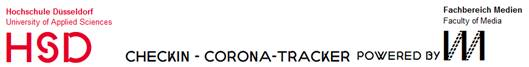 Hochschule Düsseldorf
University of Applied Sciences
HSD
CHECKIN - CORONA-TRACKER POWERED BY
Fachbereich Medien
Faculty of Media